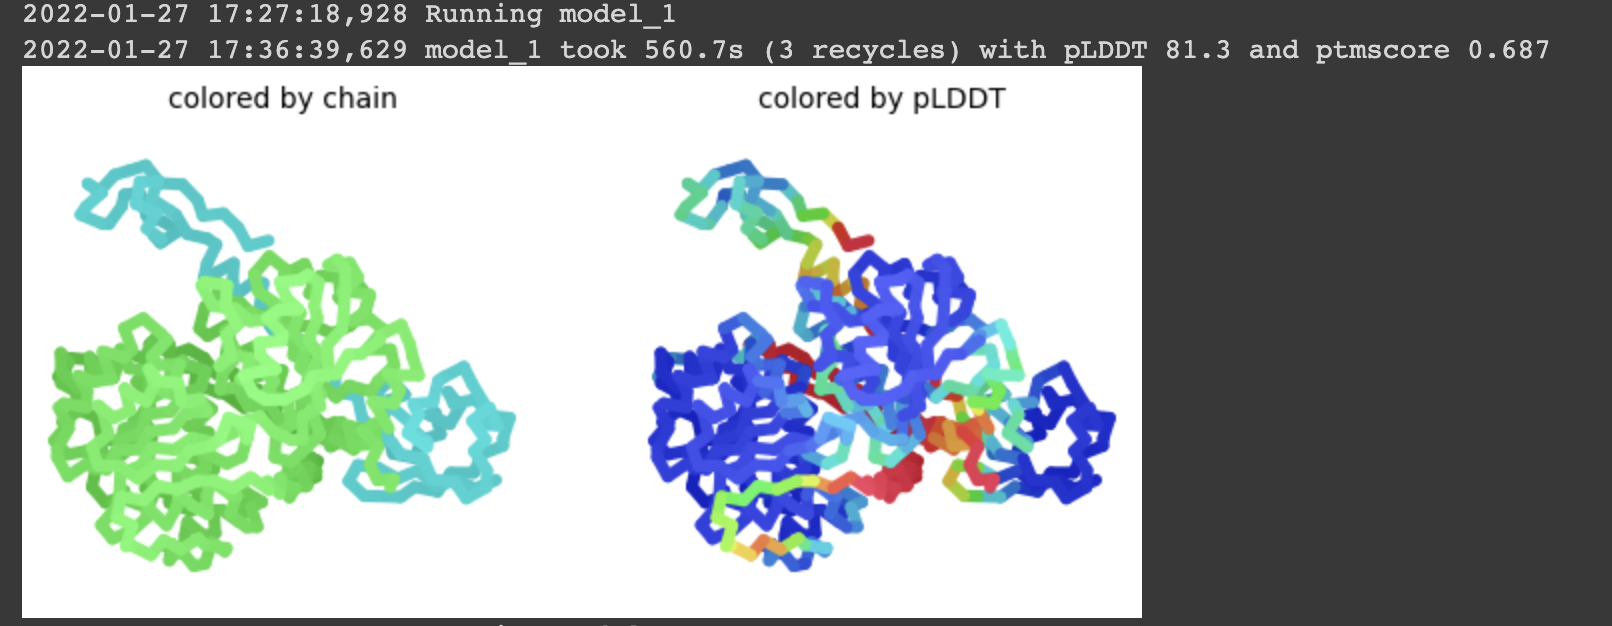 2022-01-27 17:27:18,928 Running model_1
2022-01-27 17:36:39,629 model_1 took 560.7s (3 recycles) with pLDDT 81.3 and ptmscore 0.687
colored by chain
colored by pLDDT